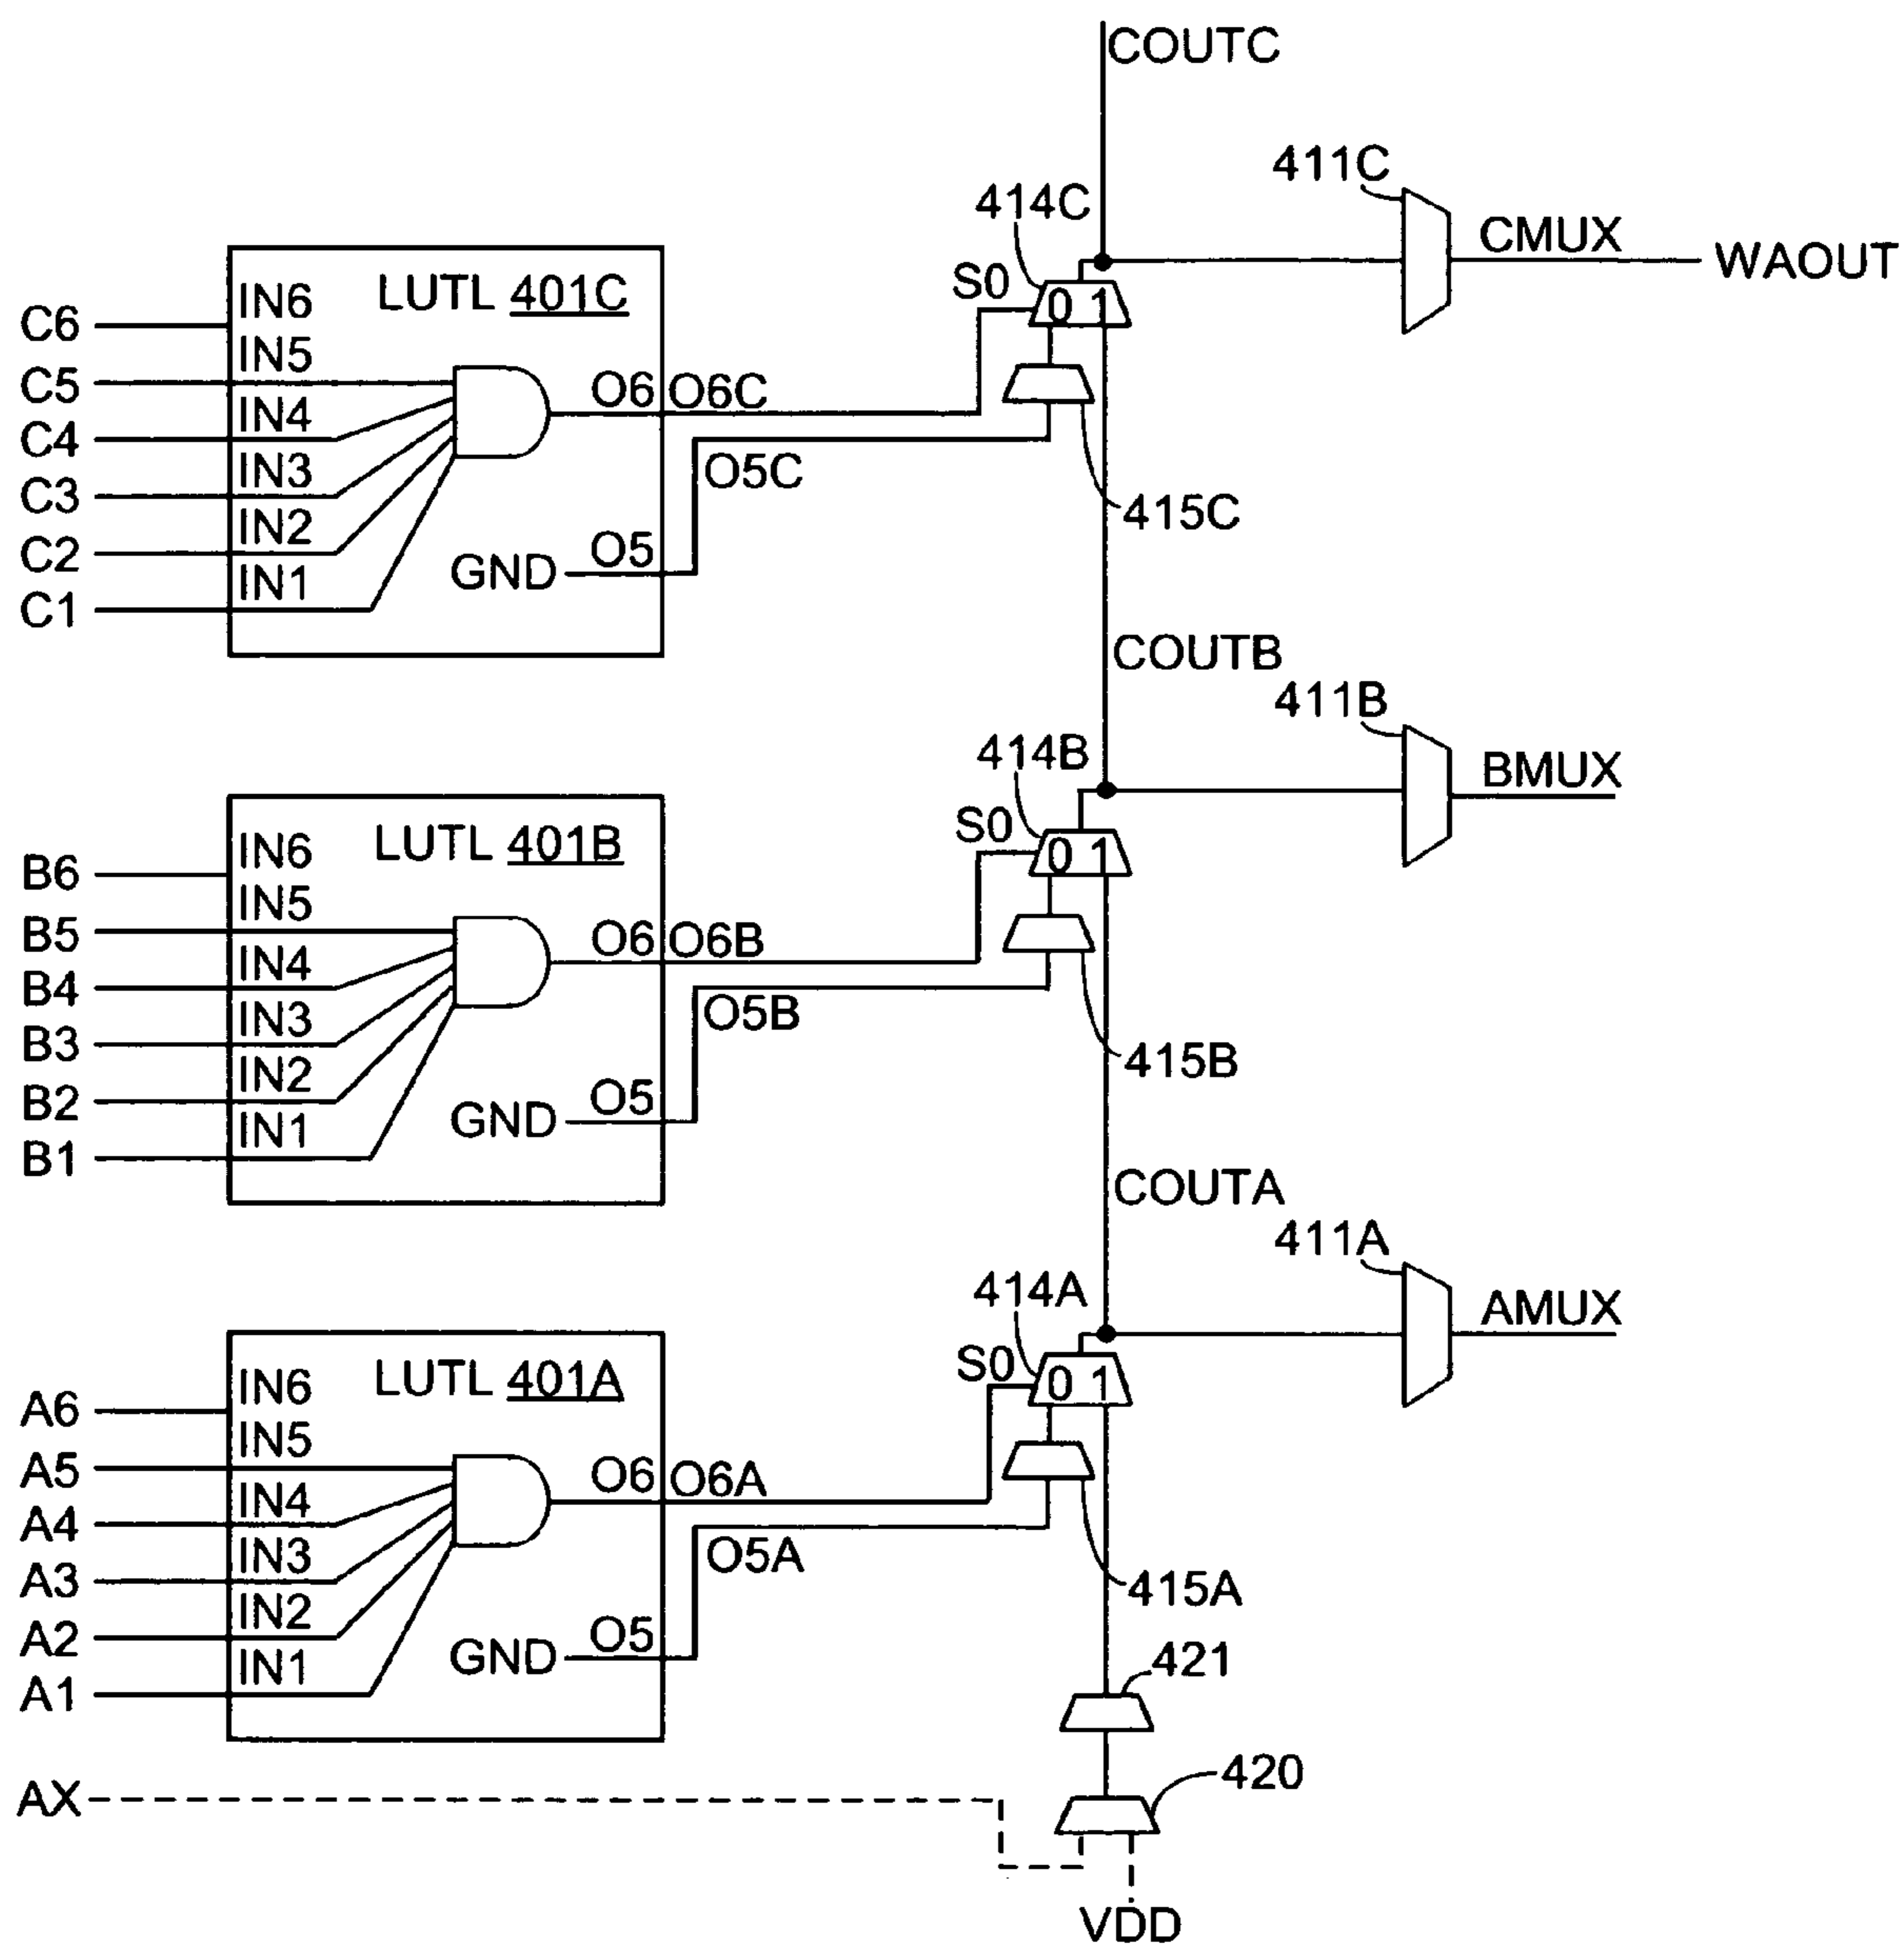 COUTC
411C
414C
CMUX
WAOUT
S0
0 1
LUTL 401C
C6 IN6
C5 IN5
C4 IN4
C3 IN3
C2 IN2
C1 IN1
O6 O6C
O5C
GND O5
415C
COUTB
411B
414B
BMUX
S0
0 1
LUTL 401B
B6 IN6
B5 IN5
B4 IN4
B3 IN3
B2 IN2
B1 IN1
O6 O6B
O5B
GND O5
415B
COUTA
411A
414A
AMUX
S0
0 1
LUTL 401A
A6 IN6
A5 IN5
A4 IN4
A3 IN3
A2 IN2
A1 IN1
O6 O6A
O5A
GND O5
415A
421
420
AX
VDD